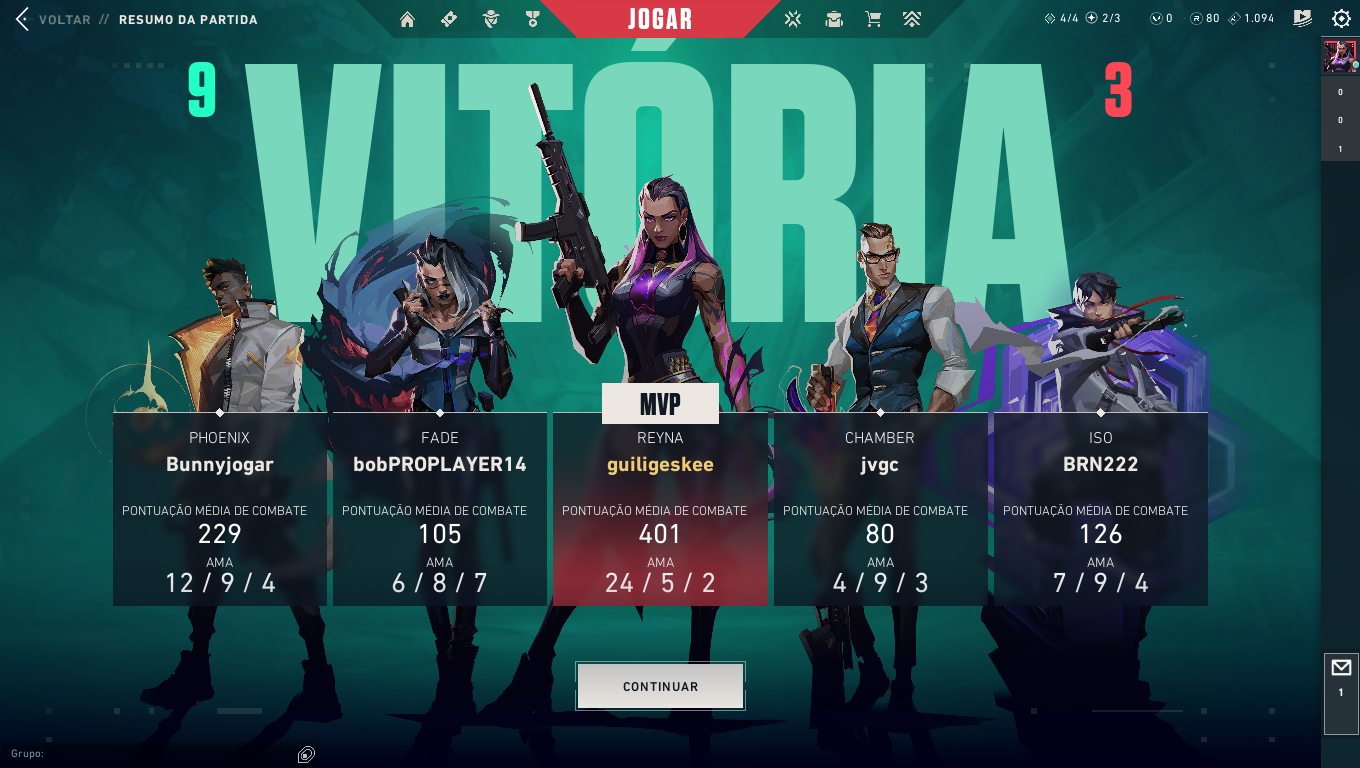 VOLTAR // RESUMO DA PARTIDA
JOGAR
4/4 2/3 0 80 1.094
9
VITÓRIA
3
0
0
1
MVP
PHOENIX
Bunnyjogar
PONTUAÇÃO MÉDIA DE COMBATE
229
AMA
12 / 9 / 4
FADE
bobPROPLAYER14
PONTUAÇÃO MÉDIA DE COMBATE
105
AMA
6 / 8 / 7
REYNA
guiligeskee
PONTUAÇÃO MÉDIA DE COMBATE
401
AMA
24 / 5 / 2
CHAMBER
jvgc
PONTUAÇÃO MÉDIA DE COMBATE
80
AMA
4 / 9 / 3
ISO
BRN222
PONTUAÇÃO MÉDIA DE COMBATE
126
AMA
7 / 9 / 4
CONTINUAR
1
Grupo: